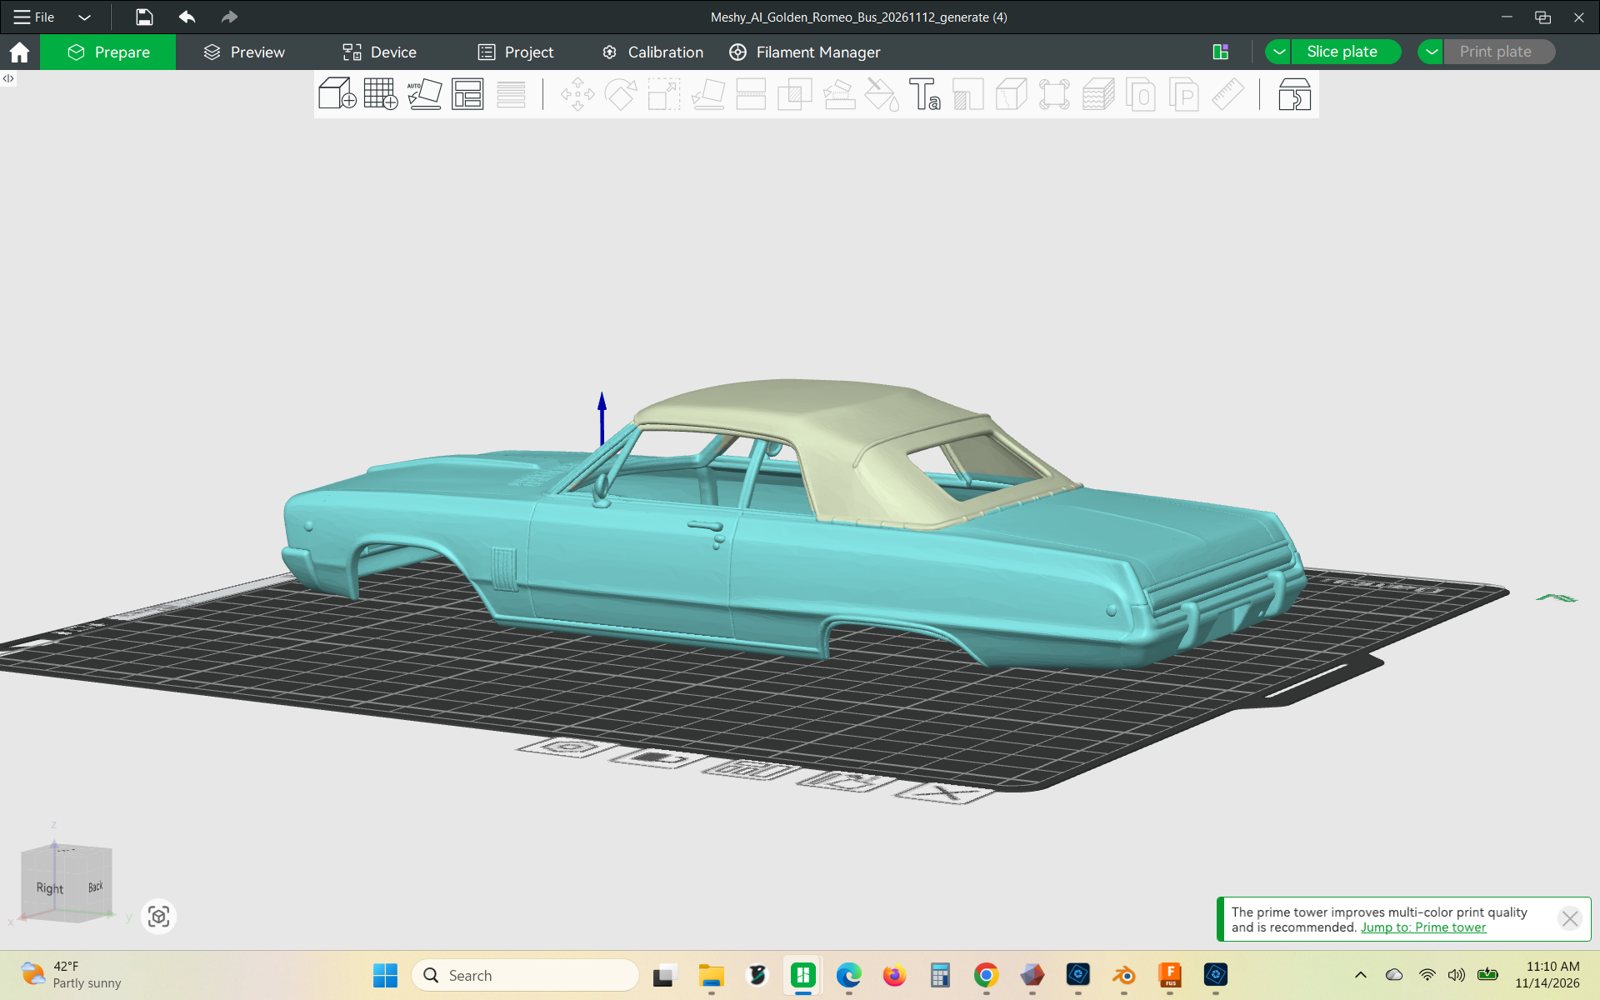 File
Meshy_AI_Golden_Romeo_Bus_20261112_generate (4)
Prepare
Preview
Device
Project
Calibration
Filament Manager
Slice plate
Print plate
AUTO
Ta
z
Right
Back
x
y
The prime tower improves multi-color print quality
and is recommended. Jump to: Prime tower
42°F
Partly sunny
Search
11:10 AM
11/14/2026